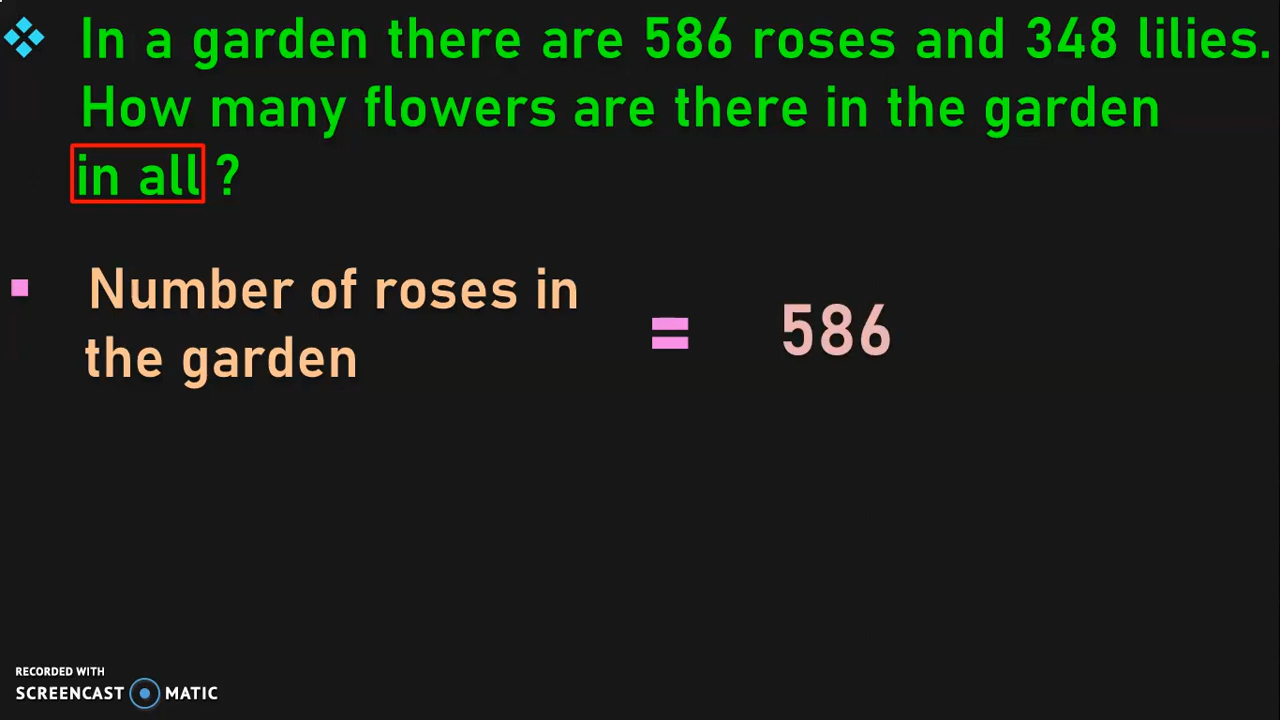 In a garden there are 586 roses and 348 lilies.
How many flowers are there in the garden
in all ?
Number of roses in
the garden
= 586
RECORDED WITH
SCREENCAST MATIC